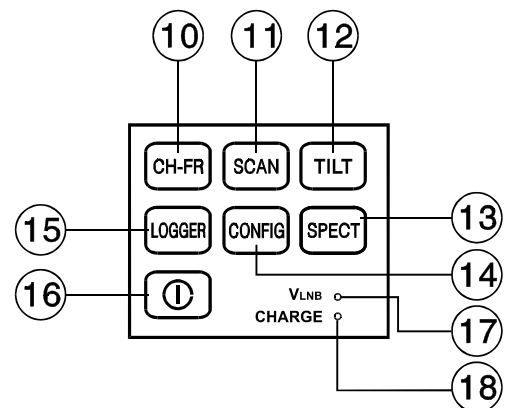 10 11 12
CH-FR SCAN TILT
LOGGER CONFIG SPECT
13
15
14
16
VLNB
CHARGE
17
18